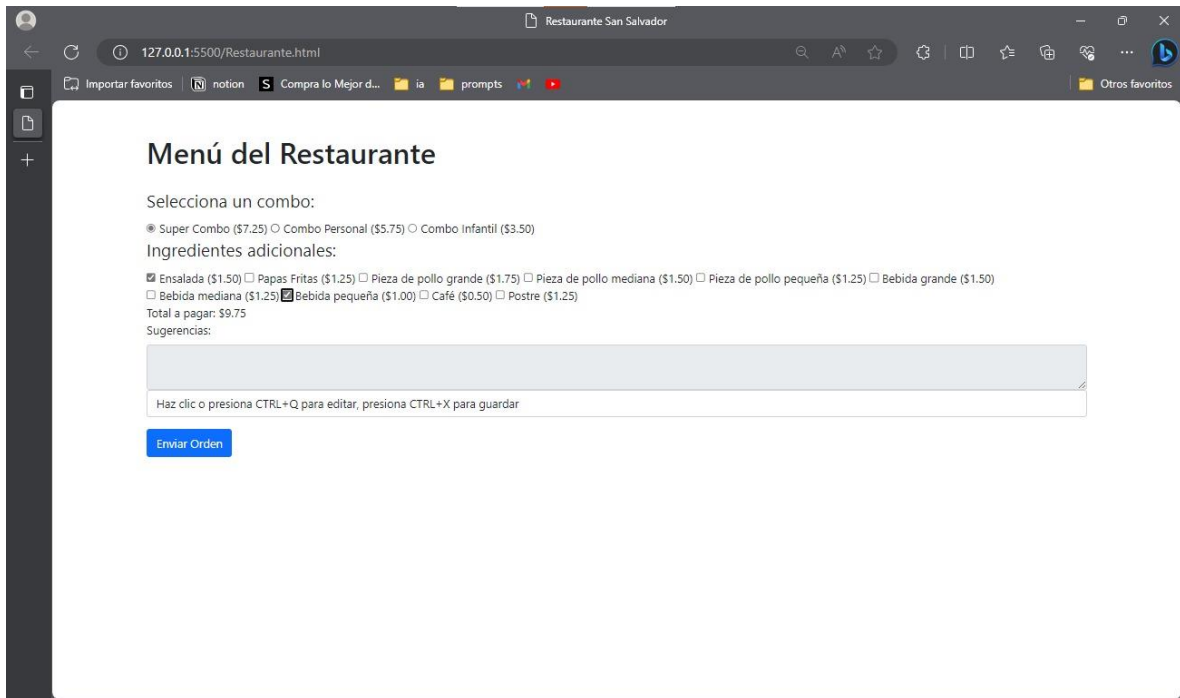 Restaurante San Salvador
127.0.0.1:5500/Restaurante.html
Importar favoritos notion S Compra lo Mejor d... ia prompts Otros favoritos
Menú del Restaurante
Selecciona un combo:
Super Combo ($7.25) Combo Personal ($5.75) Combo Infantil ($3.50)
Ingredientes adicionales:
Ensalada ($1.50) Papas Fritas ($1.25) Pieza de pollo grande ($1.75) Pieza de pollo mediana ($1.50) Pieza de pollo pequeña ($1.25) Bebida grande ($1.50)
Bebida mediana ($1.25) Bebida pequeña ($1.00) Café ($0.50) Postre ($1.25)
Total a pagar: $9.75
Sugerencias:
Haz clic o presiona CTRL+Q para editar, presiona CTRL+X para guardar
Enviar Orden